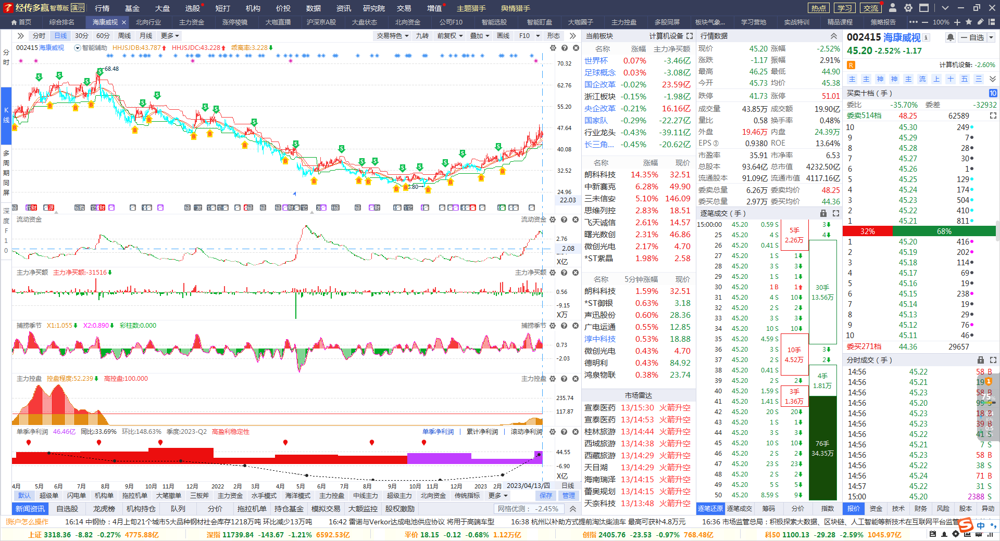 经传多赢 智尊版 演示 行情 基金 大盘 选股 短打 机构 价投 数据 资讯 研究院 交易 增值 主题猎手 舆情猎手 热点 学习 交流
首页 综合排名 海康威视 北向行业 主力资金 涨停棱镜 大咖直播 沪深京A股 大盘状态 北向资金 公司F10 智能选股 智能盯盘 大咖圈子 主力控盘 多股同屏 板块气象... 学习营地 实战特训 精品课程 策略报告 100%
分时 日线 30分 60分 周线 月线 更多 交易特色 九转 前复权 叠加 画线 F10 形态
002415 海康威视 智能辅助 HHJSJDB:43.787 HHJSJDC:43.228 乖离率:3.228
分时
K线
多周期同屏
深度F10
68.48
5.80
70.32
62.76
55.20
47.64
40.08
32.52
24.96
22.03
流动资金 流动资金
2.76
2.08
X亿
主力净买额 主力净买额:-31516 主力净买额
0.56
-9.15
X万
捕捞季节 X1:1.055 X2:0.890 彩柱数:0.000 捕捞季节
0.73
-2.03
主力控盘 控盘程度:52.239 高控盘:100.000 主力控盘
235.74
117.87
单季净利润 46.46亿 同比:33.69% 环比:148.63% 季度:2023-Q2 高盈利稳定性 单季净利润 | 累计净利润 | 滚动净利润
44.55
-6.90
X亿
4月 5月 6月 7月 8月 9月 10月 11月 2022 2月 3月 4月 5月 6月 7月 8月 9月 10月 11月 2023 2月 2023/04/13/四 日线
默认 超级单 闪电单 机构单 拖拉机单 大笔撤单 三板斧 主力资金 水手模式 海洋模式 主力控盘 中线主力 超级主力 北向资金 传统指标 更多 保存 管理
新闻资讯 自选股 龙虎榜 机构持仓 队列 分价 拖拉机单 持仓基金 模拟交易 大额监控 股权激励 网格优测： -2.45%
当前板块 计算机设备
名称 涨幅 主力净买额
世界杯 0.07% -3.46亿
足球概念 0.03% -3.08亿
国企改革 -0.02% 23.59亿
浙江板块 -0.15% -1.98亿
央企改革 -0.21% 16.16亿
国家队 -0.29% -22.27亿
行业龙头 -0.43% -39.11亿
长三角... -0.45% -20.62亿
名称 涨幅 现价
朗科科技 14.35% 32.51
中新赛克 6.28% 49.90
三未信安 5.10% 146.09
思维列控 2.83% 18.51
飞天诚信 2.61% 14.57
曙光数创 2.31% 46.86
微创光电 2.17% 4.70
*ST紫晶 1.98% 2.58
名称 5分钟涨幅 现价
朗科科技 1.59% 32.51
*ST御银 0.63% 3.18
声迅股份 0.60% 28.36
广电运通 0.55% 12.85
淳中科技 0.53% 18.88
微创光电 0.43% 4.70
德明利 0.43% 84.92
鸿泉物联 0.38% 23.74
市场雷达
宣泰医药 13/15:30 火箭升空
宣泰医药 13/14:53 火箭升空
桂林旅游 13/14:44 火箭升空
西域旅游 13/14:38 火箭升空
西藏旅游 13/14:29 火箭升空
天目湖 13/14:29 火箭升空
海南瑞泽 13/14:15 火箭升空
蕾奥规划 13/14:15 火箭升空
天奈科技 13/13:48 火箭升空
行情数据
现价 45.20 涨幅 -2.52%
涨跌 -1.17 振幅 2.91%
最高 46.25 最低 44.90
今开 45.73 均价 45.38
跌停 41.73 涨停 51.01
成交量 43.85万 成交额 19.90亿
量比 0.58 换手率 0.48%
外盘 19.46万 内盘 24.39万
EPS③ 0.9380 ROE 13.64%
市盈率 35.91 市净率 6.53
总股本 93.64亿 总市值 4232.50亿
流通股本 91.09亿 流通市值 4117.16亿
委卖总量 6.26万 委卖均价 48.25
委买总量 2.97万 委买均价 44.36
逐笔成交（手）
15:00:00 45.20 0.59 S 3
25 45.20 4 S 4
26 45.20 0.41 S
27 45.20 1 S 1
28 45.20 3 S 3
29 45.20 1 S 1
30 45.20 1 B 1
31 45.20 4 S 10
32 45.20 2 S 2
33 45.20 3 S 3
34 45.20 10 S 10
35 45.20 4.59 S
36 45.20 3 S 3
37 45.20 2 S 2
38 45.20 0.41 S
39 45.20 2 S 2
40 45.20 1.59 S
41 45.20 1.41 S
42 45.20 20 S 20
43 45.20 1 S 1
44 45.20 3 S 3
45 45.20 10 S 10
46 45.20 2 S 2
47 45.20 23 S 23
48 45.20 2 S 2
49 45.20 5 S 5
50 45.20 8.59 S 9
5手
2.26万
30手
13.56万
10手
4.52万
4手
1.81万
3手
1.36万
76手
34.35万
逐笔还原 逐笔成交 筹码 分价 指数
002415 海康威视 自选
45.20 -2.52% -1.17
R 计算机设备: -2.60%
主 主 神 神 主 流 上 十 五 三
买卖十档（手） 10
委比 -35.70% 委差 -32932
委卖514档 48.25 62589
10 45.30 249
9 45.29 7
8 45.28 28
7 45.27 30
6 45.26 1
5 45.25 129
4 45.24 174
3 45.23 504
2 45.22 410
1 45.21 811
32% 68%
1 45.20 416
2 45.19 202
3 45.18 114
4 45.17 69
5 45.16 19
6 45.15 238
7 45.14 19
8 45.13 29
9 45.12 76
10 45.11 46
委买271档 44.36 29657
分时成交（手）
14:56 45.22 58 B
14:56 45.21 19
14:56 45.23 58 B
14:56 45.20 99 S
14:56 45.23 18 B
14:56 45.23 39 B
14:56 45.22 41 S
14:56 45.21 7 S
14:56 45.23 58 B
14:56 45.22 38 S
14:56 45.24 71 B
14:57 45.22 31 S
15:00 45.20 2388 S
报价 资金 技术 财务 风险 股本 异动
账户怎么操作 16:14 中钢协：4月上旬21个城市5大品种钢材社会库存1218万吨 环比减少13万吨 16:42 雷诺与Verkor达成电池供应协议 将用于高端车型 16:38 杭州以补助方式提前淘汰柴油车 最高可获补4.8万元 16:36 市场监管总局：积极探索大数据、区块链、人工智能等新技术在互联网平台监管
上证 3318.36 -8.82 -0.27% 4775.88亿 深指 11739.84 -143.67 -1.21% 6592.53亿 平价 18.15 -0.12 -0.68% 1.12万亿 创指 2405.76 -23.53 -0.97% 768.48亿 科50 1100.13 -29.28 -2.59% 1045.97亿
中